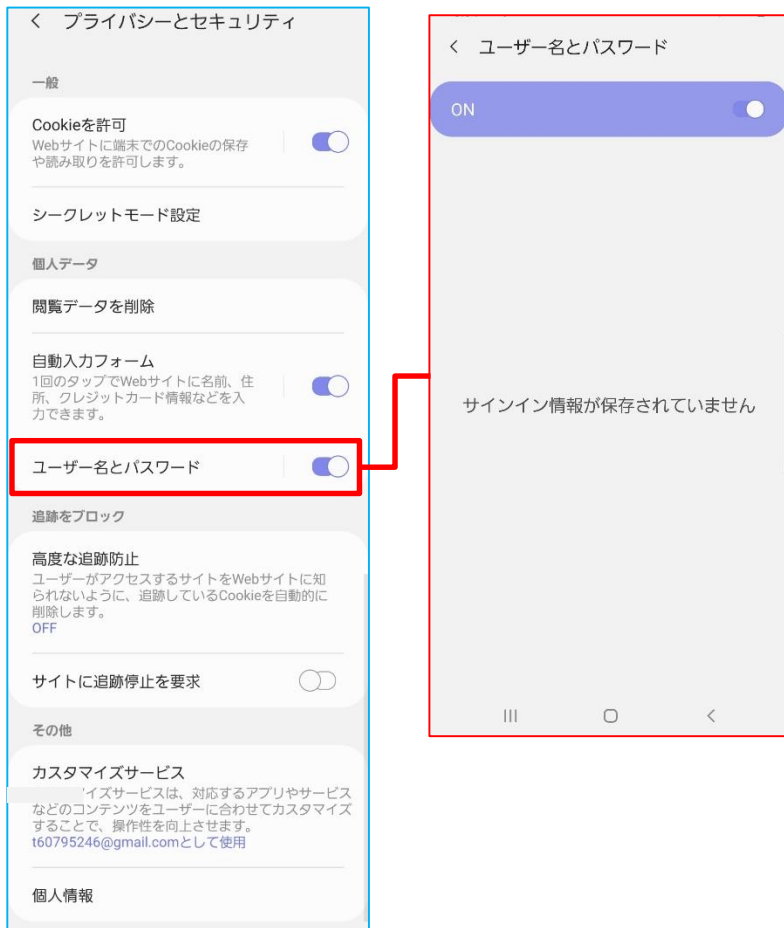 プライバシーとセキュリティ
一般
Cookieを許可
Webサイトに端末でのCookieの保存
や読み取りを許可します。
シークレットモード設定
個人データ
閲覧データを削除
自動入力フォーム
1回のタップでWebサイトに名前、住
所、クレジットカード情報などを入
力できます。
ユーザー名とパスワード
追跡をブロック
高度な追跡防止
ユーザーがアクセスするサイトをWebサイトに知
られないように、追跡しているCookieを自動的に
削除します。
OFF
サイトに追跡停止を要求
その他
カスタマイズサービス
イズサービスは、対応するアプリやサービス
などのコンテンツをユーザーに合わせてカスタマイズ
することで、操作性を向上させます。
t60795246@gmail.comとして使用
個人情報
ユーザー名とパスワード
ON
サインイン情報が保存されていません